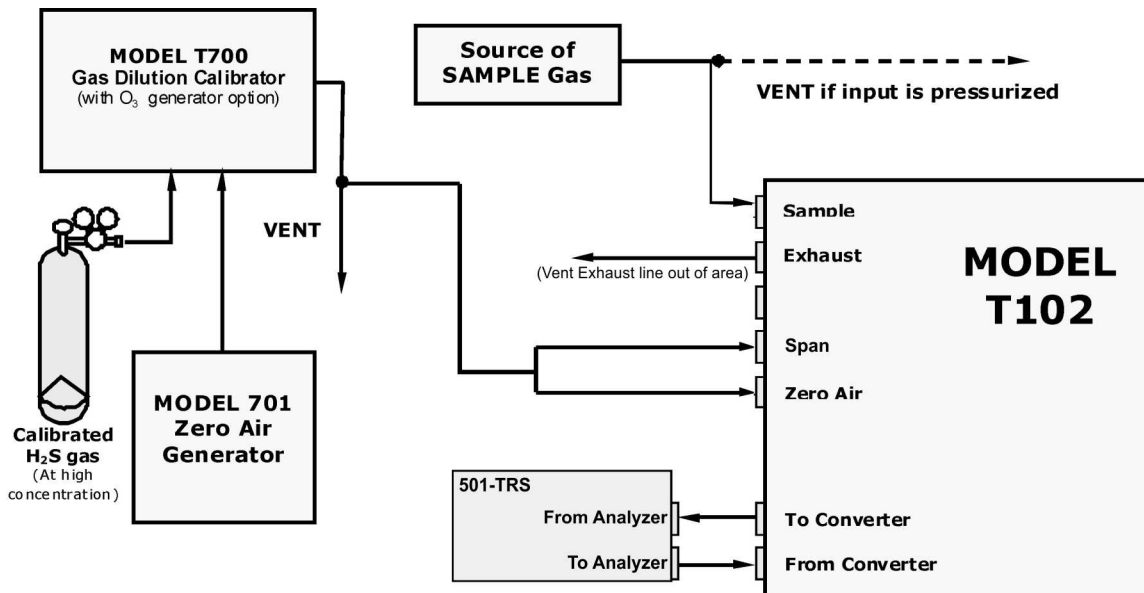 MODEL T700
Gas Dilution Calibrator
(with O₃ generator option)
Source of
SAMPLE Gas
VENT if input is pressurized
VENT
Sample
Exhaust
(Vent Exhaust line out of area)
MODEL
T102
Span
Zero Air
MODEL 701
Zero Air
Generator
Calibrated
H₂S gas
(At high
concentration)
501-TRS
From Analyzer
To Analyzer
To Converter
From Converter